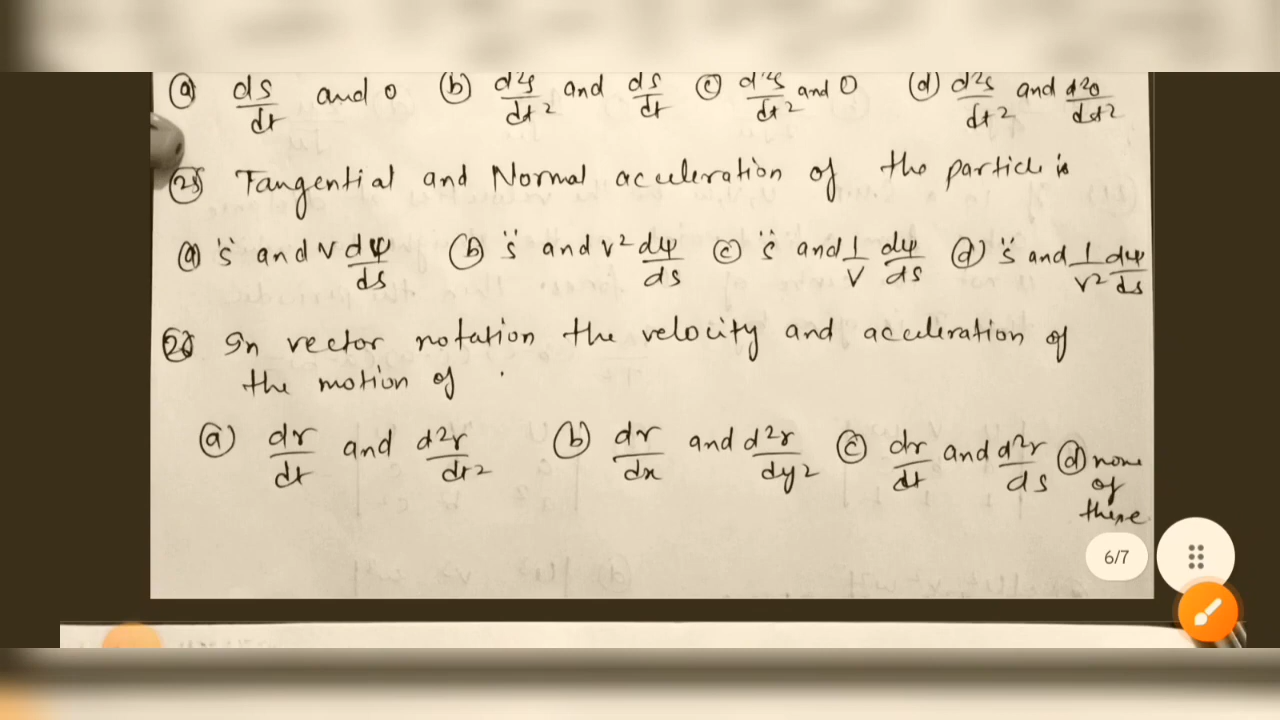 (a) ds/dt and 0 (b) d²s/dt² and ds/dt (c) d²s/dt² and 0 (d) d²s/dt² and d²0/dt²
(25) Tangential and Normal acceleration of the particle is
(a) s̈ and v dψ/ds (b) s̈ and v² dψ/ds (c) s̈ and 1/v dψ/ds (d) s̈ and 1/v² dψ/ds
(26) In vector notation the velocity and acceleration of
the motion of
(a) dr/dt and d²r/dt² (b) dr/dx and d²r/dy² (c) dr/dt and d²r/ds (d) none
of
these
6/7